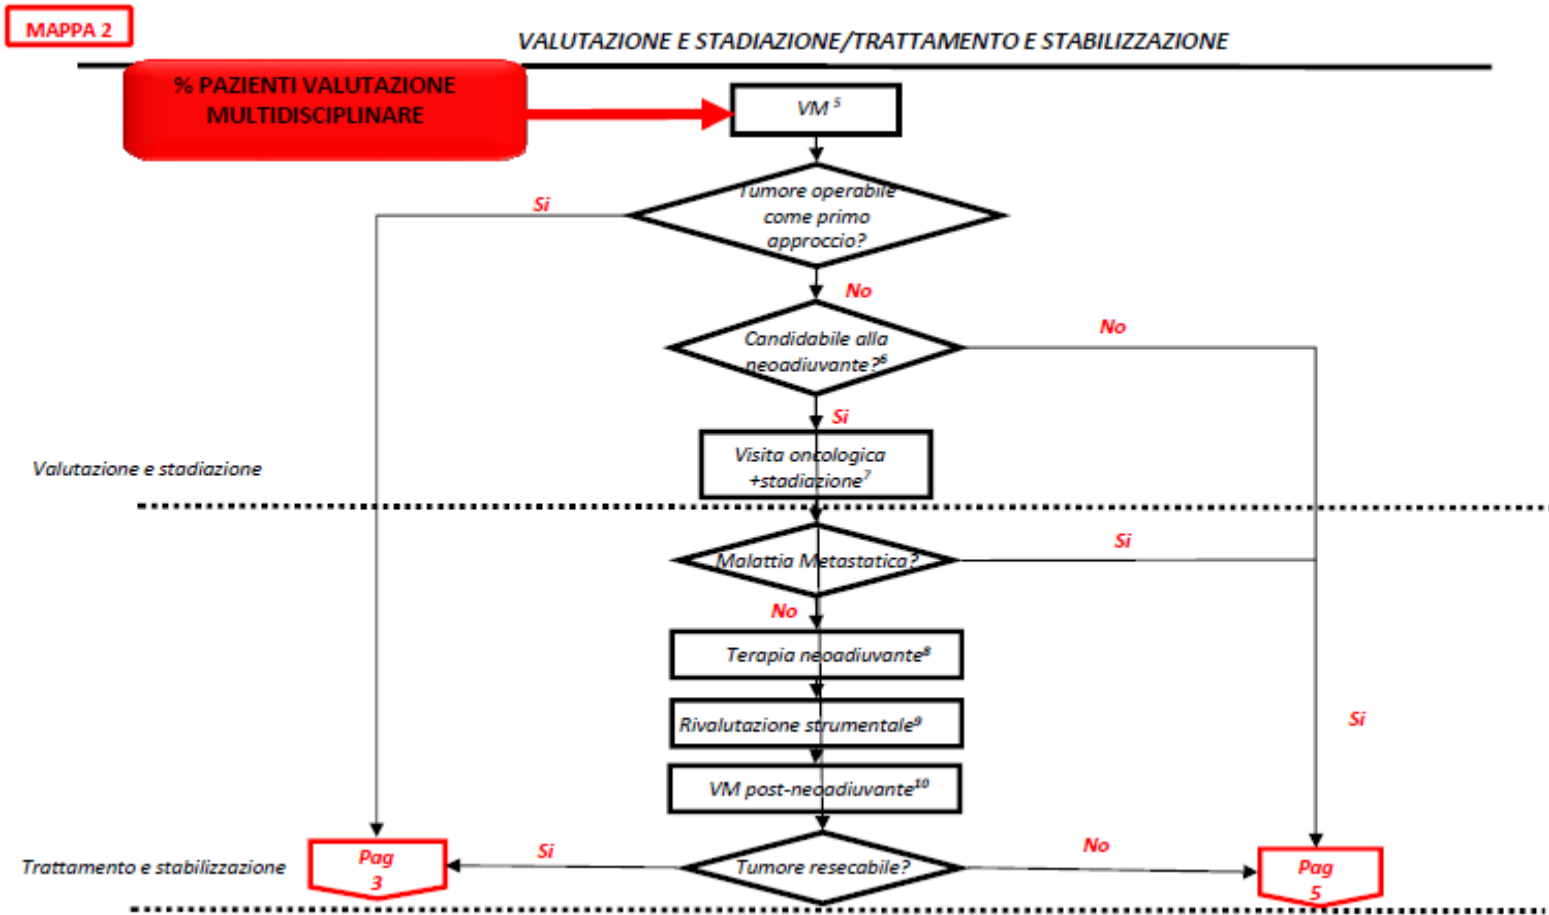 MAPPA 2
VALUTAZIONE E STADIAZIONE/TRATTAMENTO E STABILIZZAZIONE
% PAZIENTI VALUTAZIONE
MULTIDISCIPLINARE
VM ⁵
Tumore operabile
come primo
approccio?
Si
No
Candidabile alla
neoadiuvante?⁶
No
Si
Visita oncologica
+stadiazione⁷
Valutazione e stadiazione
Malattia Metastatica?
Si
No
Terapia neoadiuvante⁸
Rivalutazione strumentale⁹
Si
VM post-neoadiuvante¹⁰
Trattamento e stabilizzazione
Pag
3
Si
Tumore resecabile?
No
Pag
5